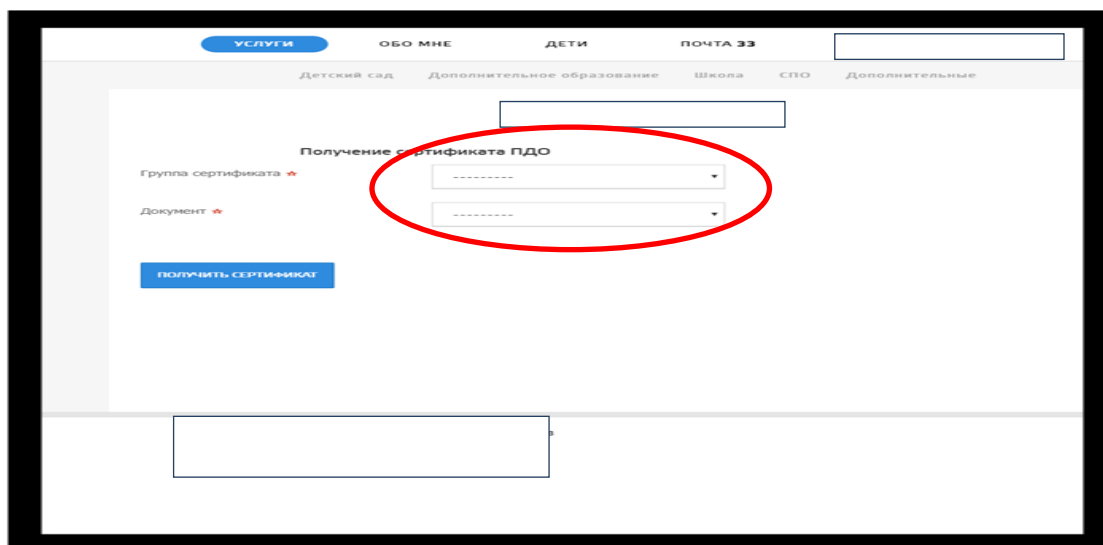 УСЛУГИ ОБО МНЕ ДЕТИ ПОЧТА 33
Детский сад Дополнительное образование Школа СПО Дополнительные
Получение сертификата ПДО
Группа сертификата *
---------
Документ *
---------
ПОЛУЧИТЬ СЕРТИФИКАТ